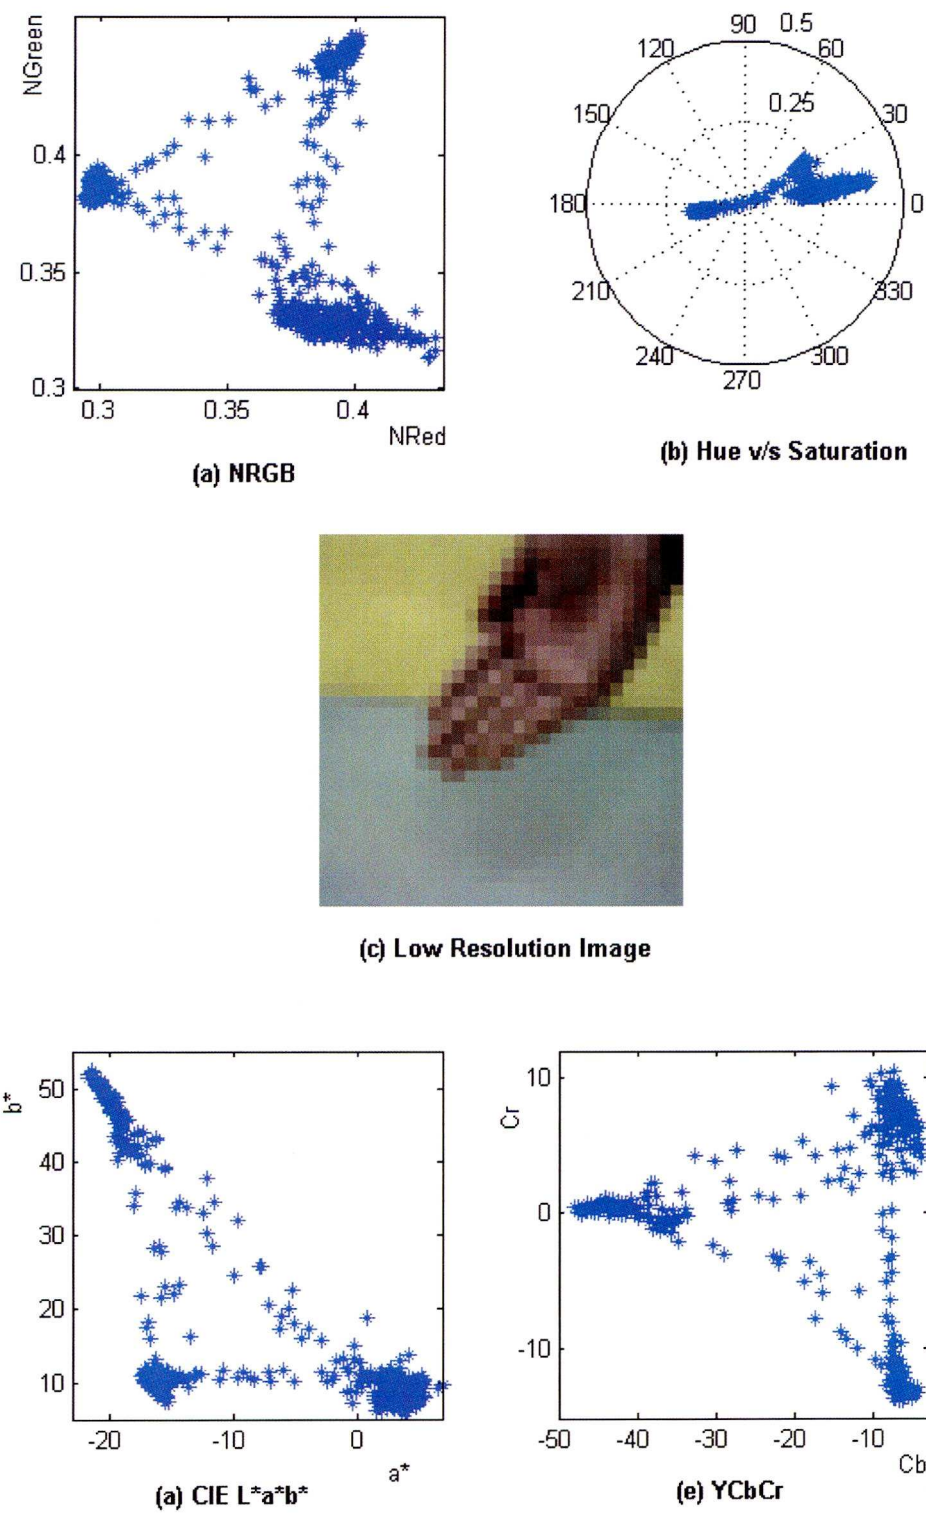 NGreen
0.4
0.35
0.3
0.3 0.35 0.4
NRed
(a) NRGB
90 0.5
120 60
0.25
150 30
180 0
210 330
240 300
270
(b) Hue v/s Saturation
(c) Low Resolution Image
b*
50
40
30
20
10
-20 -10 0
a*
(a) CIE L*a*b*
Cr
10
0
-10
-50 -40 -30 -20 -10
Cb
(e) YCbCr